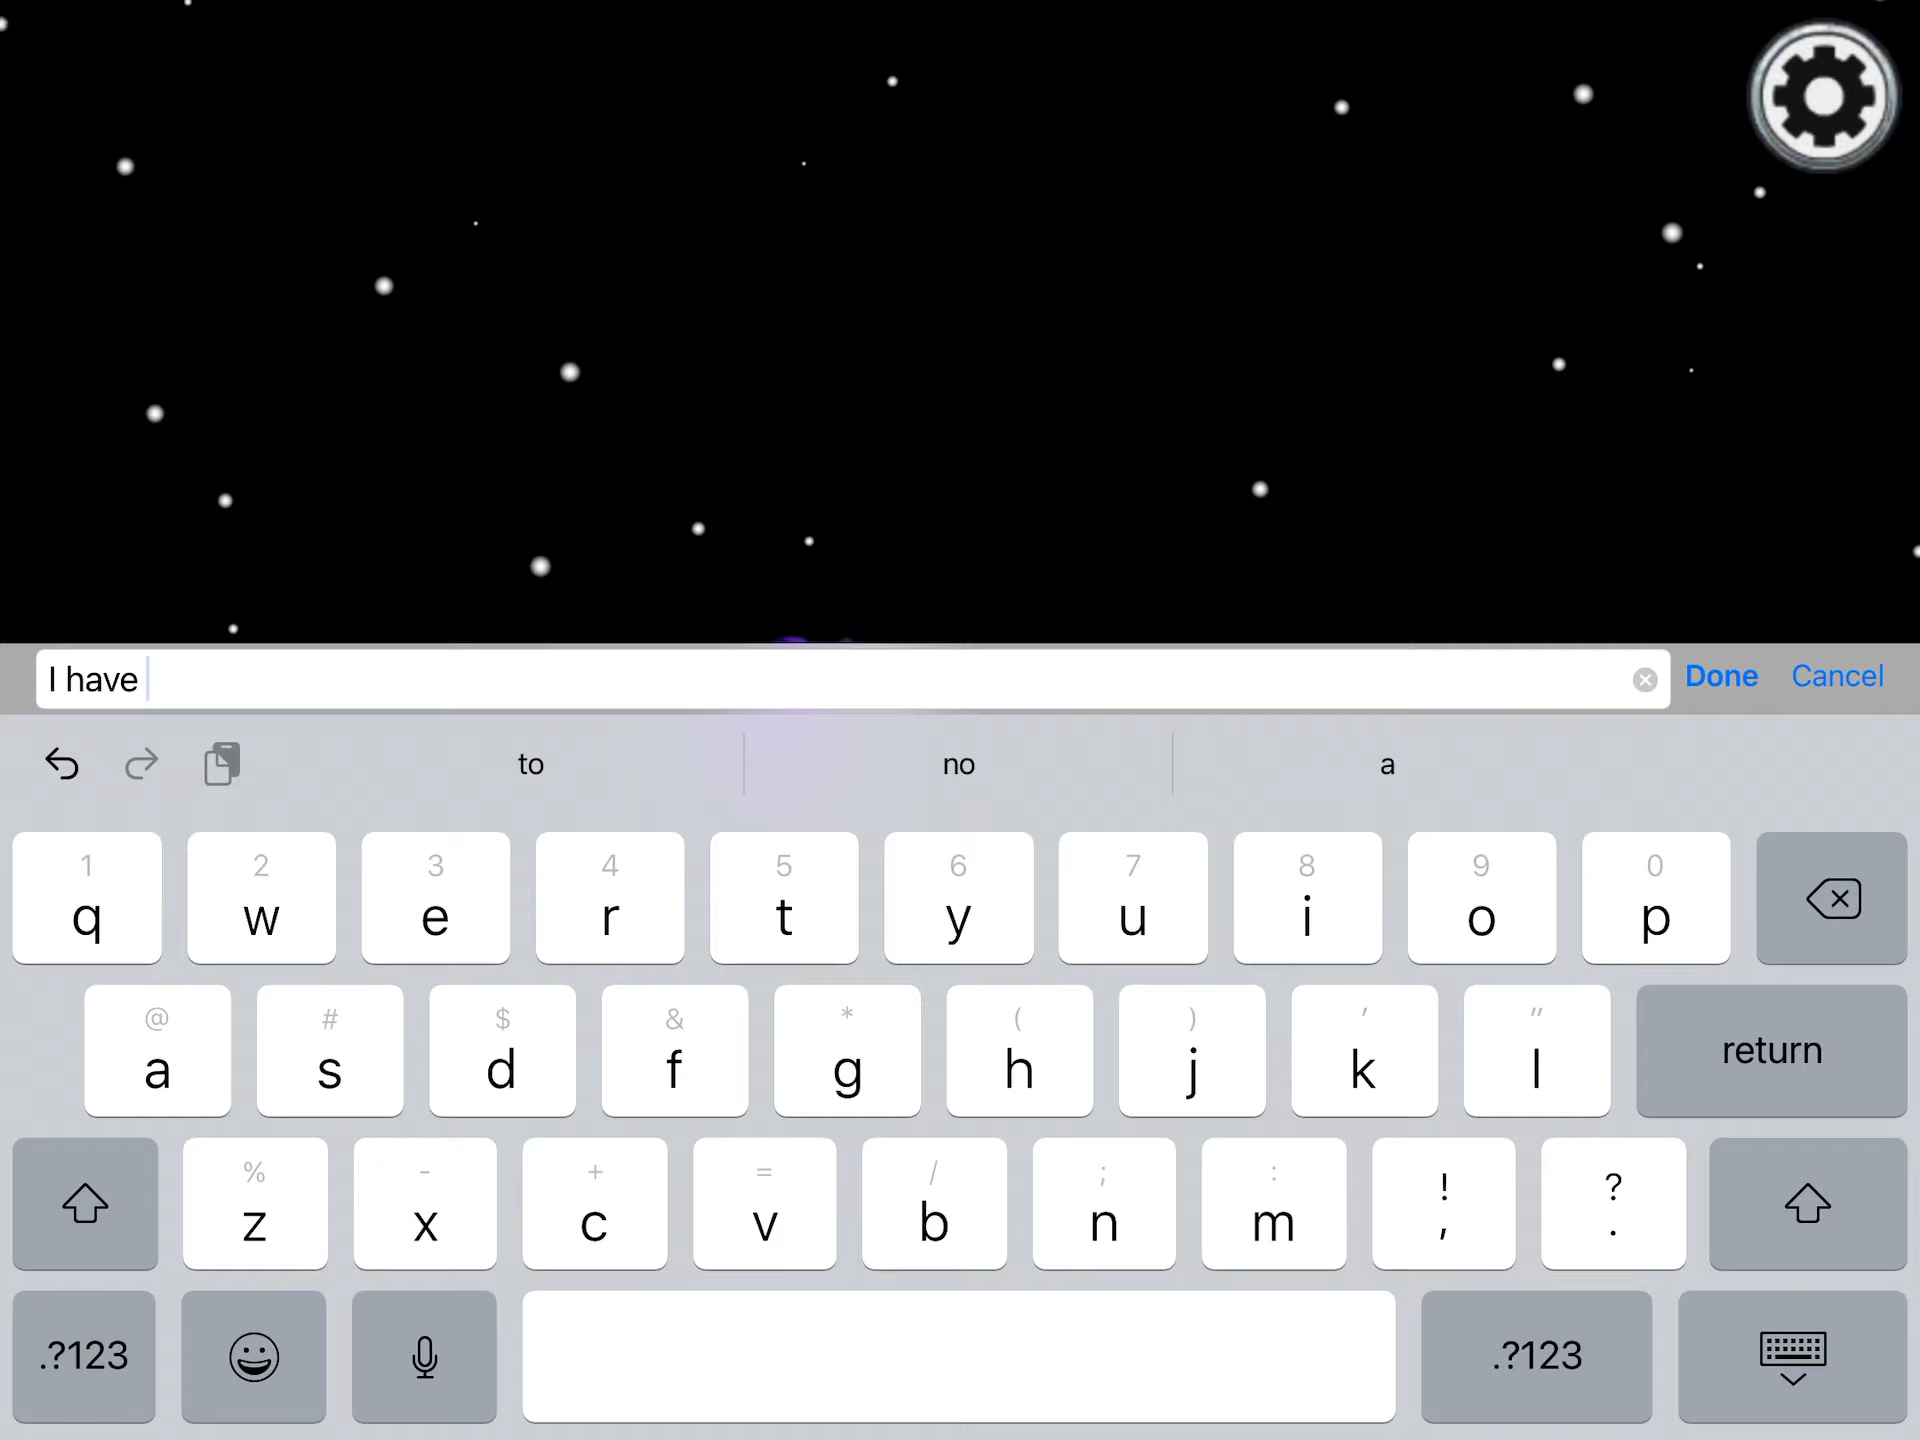 I have
Done Cancel
to no a
1 2 3 4 5 6 7 8 9 0
q w e r t y u i o p
@ # $ & * ( ) ' "
a s d f g h j k l return
% - + = / ; : ! ?
z x c v b n m , .
.?123 .?123